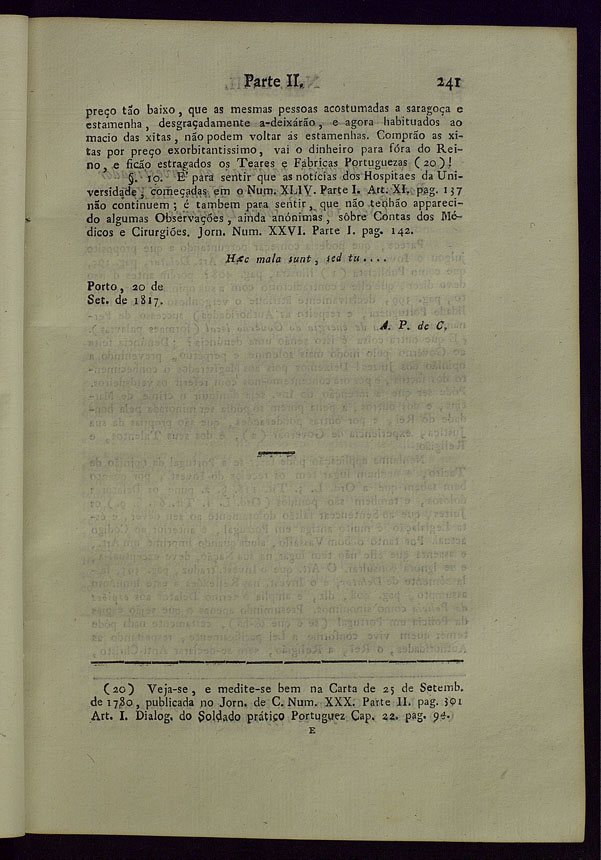 Parte II. 241
preço tão baixo, que as mesmas pessoas acostumadas a saragoça e
estamenha, desgraçadamente a-deixárão, e agora habituados ao
macio das xitas, não podem voltar ás estamenhas. Comprão as xi-
tas por preço exorbitantissimo, vai o dinheiro para fóra do Rei-
no, e ficão estragados os Teares e Fábricas Portuguezas (20)!
§. 10. E' para sentir que as notícias dos Hospitaes da Uni-
versidade, começadas em o Num. XLIV. Parte I. Art. XI. pag. 137
não continuem; é tambem para sentir, que não tenhão appareci-
do algumas Observações, ainda anónimas, sôbre Contas dos Mé-
dicos e Cirurgiões. Jorn. Num. XXVI. Parte I. pag. 142.
Hæc mala sunt, sed tu....
Porto, 20 de
Set. de 1817.
A. P. de C.
(20) Veja-se, e medite-se bem na Carta de 25 de Setemb.
de 1780, publicada no Jorn. de C. Num. XXX. Parte II. pag. 391
Art. I. Dialog. do Soldado prático Portuguez Cap. 22. pag. 94.
E